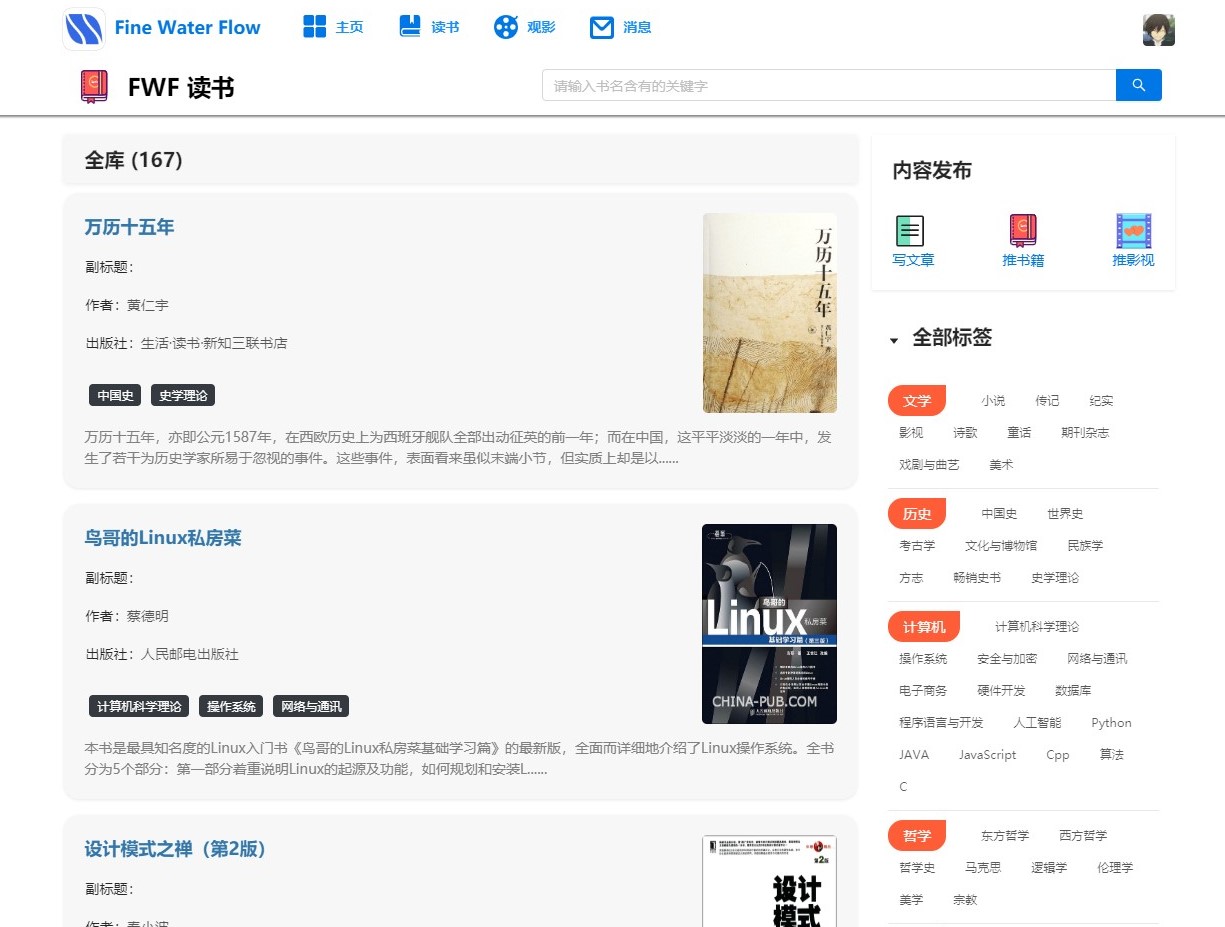 Fine Water Flow 主页 读书 观影 消息
FWF 读书
请输入书名含有的关键字
全库 (167)
万历十五年
副标题：
作者：黄仁宇
出版社：生活·读书·新知三联书店
中国史 史学理论
万历十五年，亦即公元1587年，在西欧历史上为西班牙舰队全部出动征英的前一年；而在中国，这平平淡淡的一年中，发
生了若干为历史学家所易于忽视的事件。这些事件，表面看来虽似末端小节，但实质上却是以......
万历十五年
黄仁宇 著
鸟哥的Linux私房菜
副标题：
作者：蔡德明
出版社：人民邮电出版社
计算机科学理论 操作系统 网络与通讯
本书是最具知名度的Linux入门书《鸟哥的Linux私房菜基础学习篇》的最新版，全面而详细地介绍了Linux操作系统。全书
分为5个部分：第一部分着重说明Linux的起源及功能，如何规划和安装L......
鸟哥的
Linux 私房菜
基础学习篇（第三版）
CHINA-PUB.COM
设计模式之禅（第2版）
副标题：
作者：秦小波
第2版
设计
模式
内容发布
写文章 推书籍 推影视
全部标签
文学 小说 传记 纪实
影视 诗歌 童话 期刊杂志
戏剧与曲艺 美术
历史 中国史 世界史
考古学 文化与博物馆 民族学
方志 畅销史书 史学理论
计算机 计算机科学理论
操作系统 安全与加密 网络与通讯
电子商务 硬件开发 数据库
程序语言与开发 人工智能 Python
JAVA JavaScript Cpp 算法
C
哲学 东方哲学 西方哲学
哲学史 马克思 逻辑学 伦理学
美学 宗教